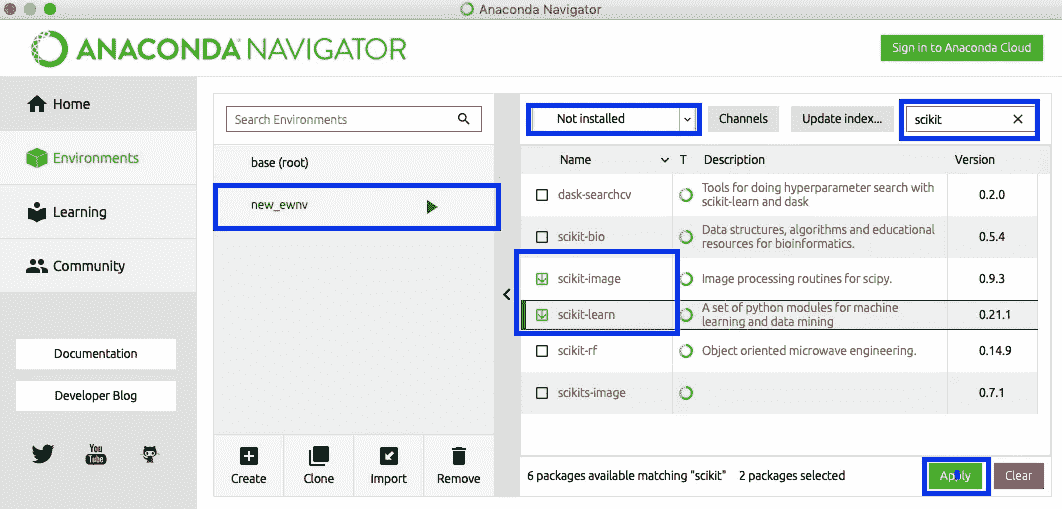 Anaconda Navigator
ANACONDA NAVIGATOR
Sign in to Anaconda Cloud
Home
Environments
Learning
Community
Documentation
Developer Blog
You
Tube
Search Environments
base (root)
new_ewnv
Create
Clone
Import
Remove
Not installed
Channels
Update index...
scikit
Name T Description Version
dask-searchcv Tools for doing hyperparameter search with
scikit-learn and dask 0.2.0
scikit-bio Data structures, algorithms and educational
resources for bioinformatics. 0.5.4
scikit-image Image processing routines for scipy. 0.9.3
scikit-learn A set of python modules for machine
learning and data mining 0.21.1
scikit-rf Object oriented microwave engineering. 0.14.9
scikits-image 0.7.1
6 packages available matching "scikit" 2 packages selected
Apply
Clear